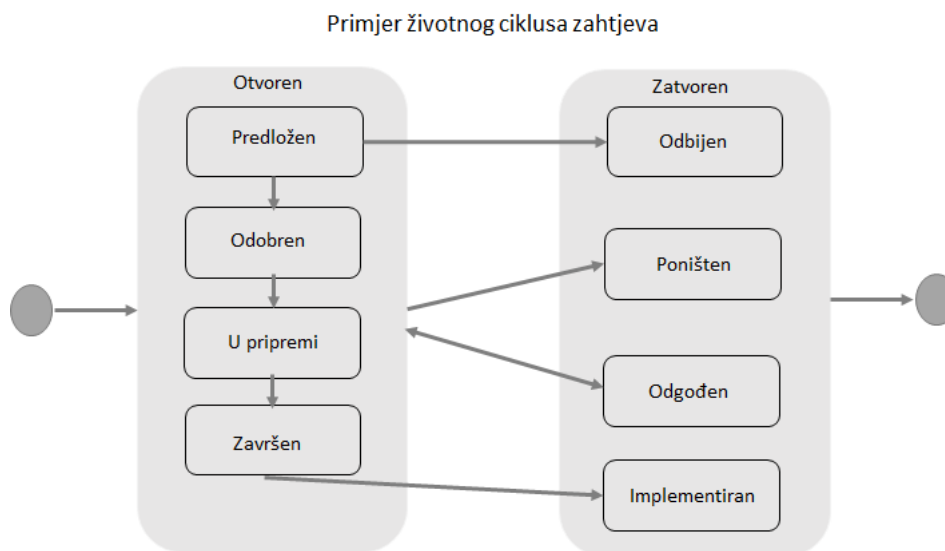 Primjer životnog ciklusa zahtjeva
Otvoren
Predložen
Odobren
U pripremi
Završen
Zatvoren
Odbijen
Poništen
Odgođen
Implementiran